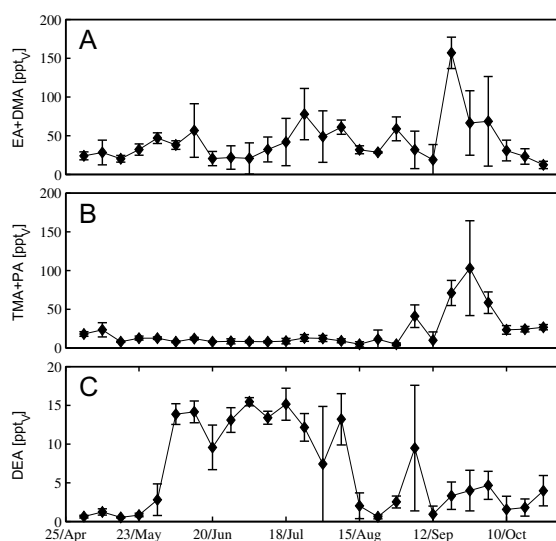 200
A
150
100
50
0
EA+DMA [pptv]
200
B
150
100
50
0
TMA+PA [pptv]
20
C
15
10
5
0
DEA [pptv]
25/Apr 23/May 20/Jun 18/Jul 15/Aug 12/Sep 10/Oct